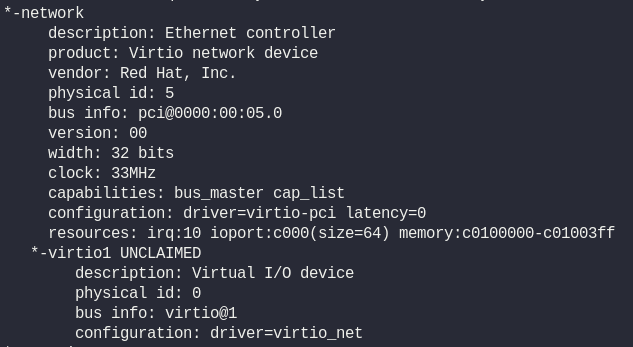 *-network
description: Ethernet controller
product: Virtio network device
vendor: Red Hat, Inc.
physical id: 5
bus info: pci@0000:00:05.0
version: 00
width: 32 bits
clock: 33MHz
capabilities: bus_master cap_list
configuration: driver=virtio-pci latency=0
resources: irq:10 ioport:c000(size=64) memory:c0100000-c01003ff
*-virtio1 UNCLAIMED
description: Virtual I/O device
physical id: 0
bus info: virtio@1
configuration: driver=virtio_net